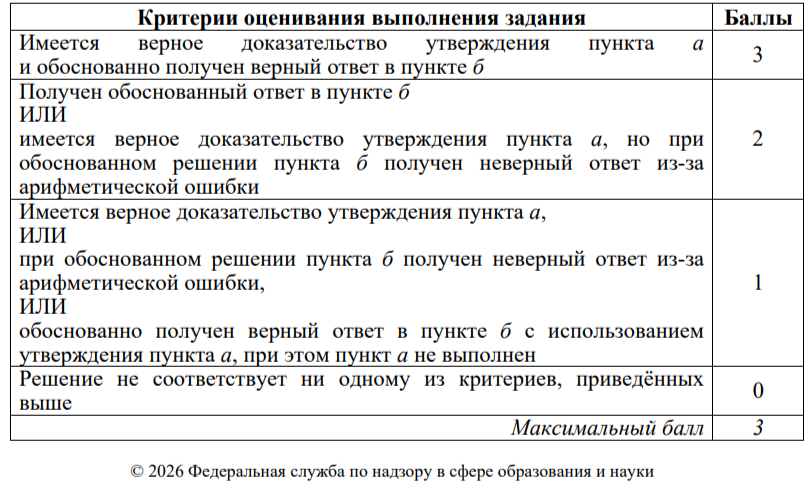 Критерии оценивания выполнения задания Баллы
Имеется верное доказательство утверждения пункта а
и обоснованно получен верный ответ в пункте б
3
Получен обоснованный ответ в пункте б
ИЛИ
имеется верное доказательство утверждения пункта а, но при
обоснованном решении пункта б получен неверный ответ из-за
арифметической ошибки
2
Имеется верное доказательство утверждения пункта а,
ИЛИ
при обоснованном решении пункта б получен неверный ответ из-за
арифметической ошибки,
ИЛИ
обоснованно получен верный ответ в пункте б с использованием
утверждения пункта а, при этом пункт а не выполнен
1
Решение не соответствует ни одному из критериев, приведённых
выше
0
Максимальный балл 3
© 2026 Федеральная служба по надзору в сфере образования и науки